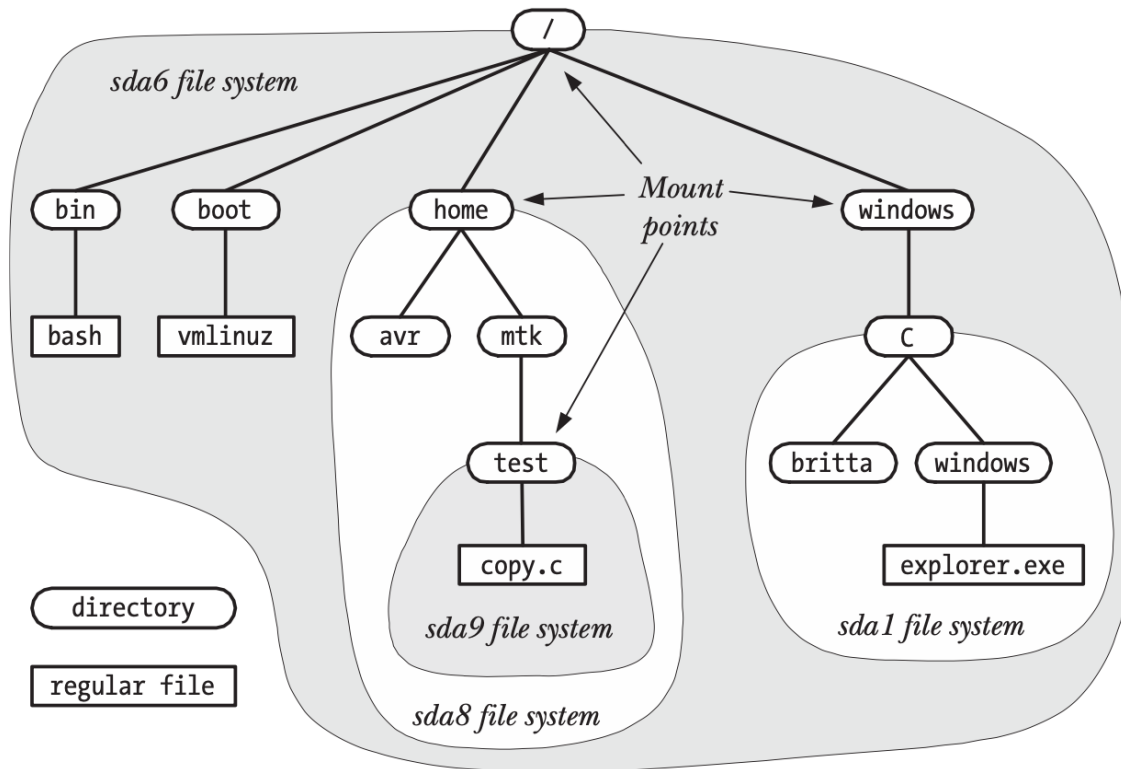 /
sda6 file system
bin
boot
home
Mount
points
windows
bash
vmlinuz
avr
mtk
C
test
britta
windows
copy.c
explorer.exe
directory
sda9 file system
sda1 file system
regular file
sda8 file system